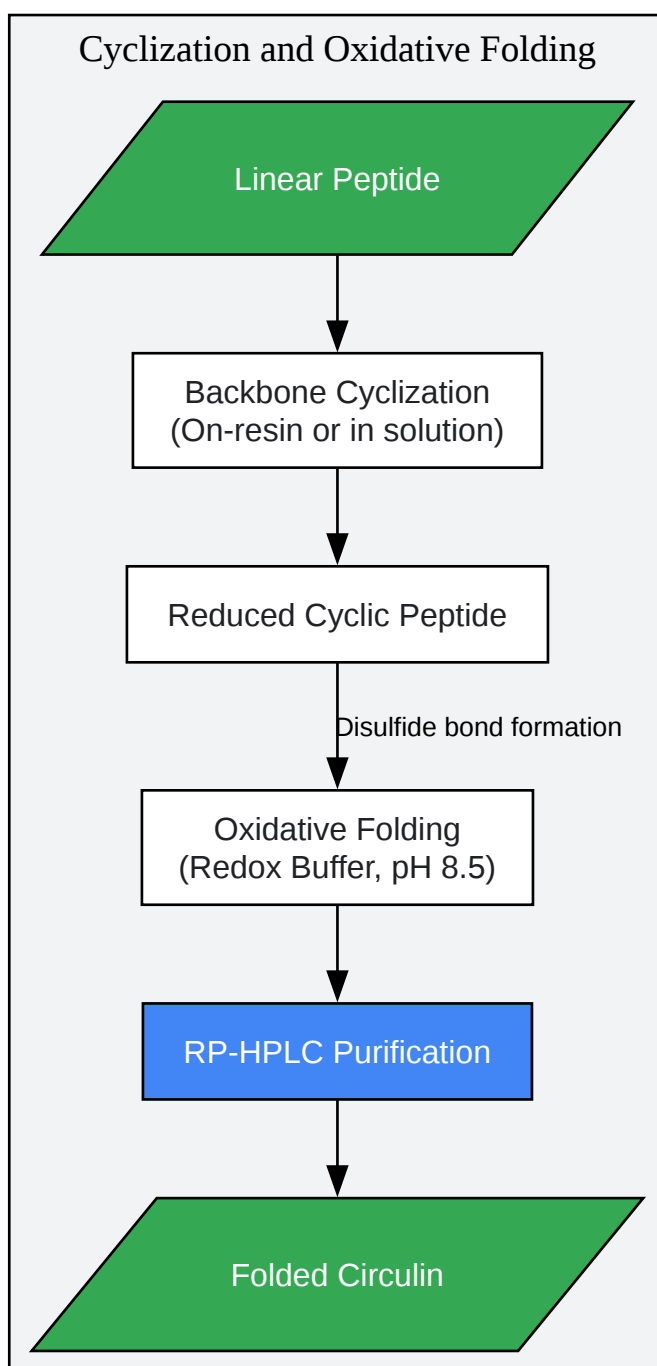 Cyclization and Oxidative Folding
Linear Peptide
Backbone Cyclization
(On-resin or in solution)
Reduced Cyclic Peptide
Disulfide bond formation
Oxidative Folding
(Redox Buffer, pH 8.5)
RP-HPLC Purification
Folded Circulin